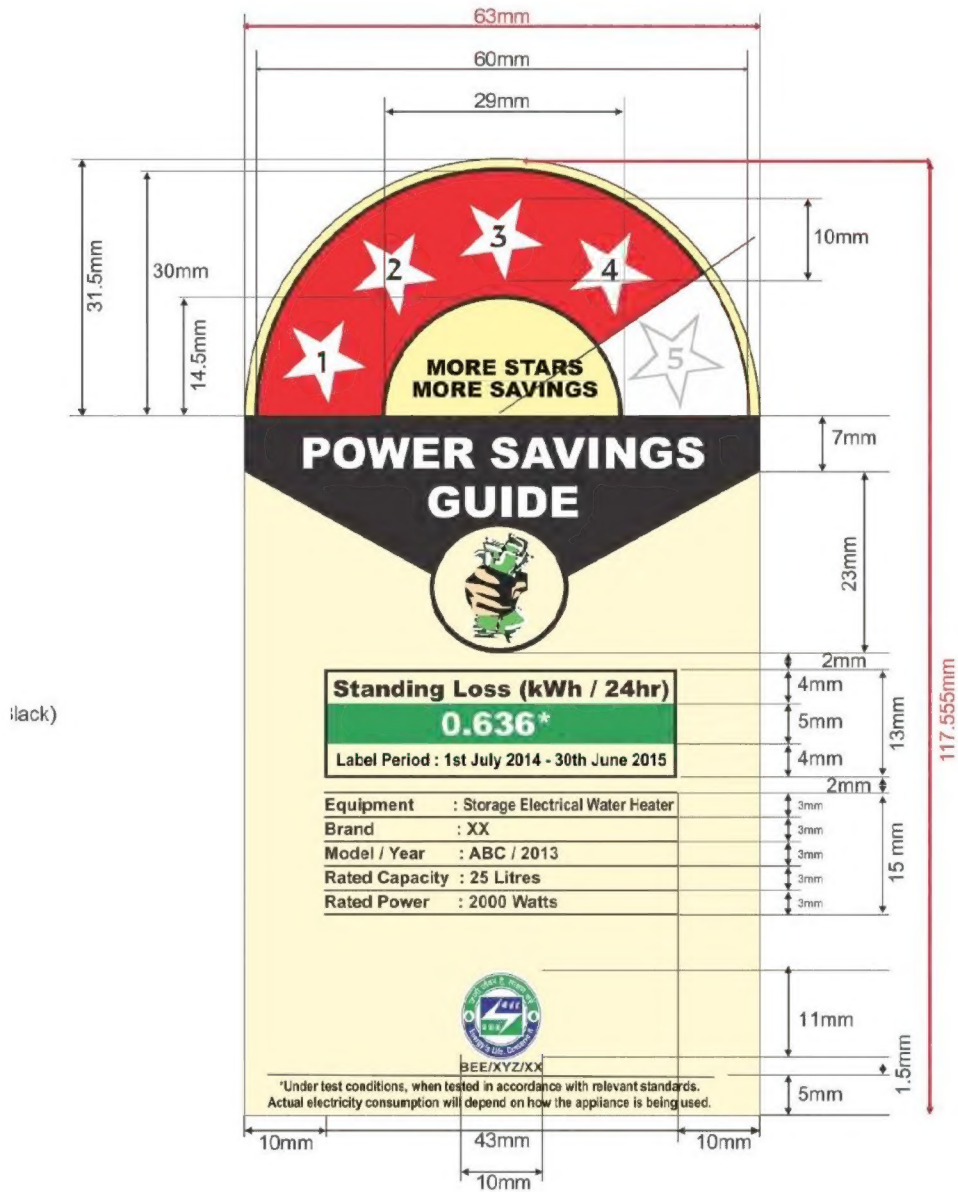 63mm
60mm
29mm
31.5mm
30mm
14.5mm
10mm
1
2
3
4
5
MORE STARS
MORE SAVINGS
7mm
POWER SAVINGS
GUIDE
23mm
2mm
Standing Loss (kWh / 24hr)
4mm
0.636*
5mm
13mm
Label Period : 1st July 2014 - 30th June 2015
4mm
117.555mm
2mm
Equipment : Storage Electrical Water Heater
3mm
Brand : XX
3mm
Model / Year : ABC / 2013
3mm
15 mm
Rated Capacity : 25 Litres
3mm
Rated Power : 2000 Watts
3mm
11mm
BEE/XYZ/XX
1.5mm
*Under test conditions, when tested in accordance with relevant standards.
Actual electricity consumption will depend on how the appliance is being used.
5mm
10mm
43mm
10mm
10mm